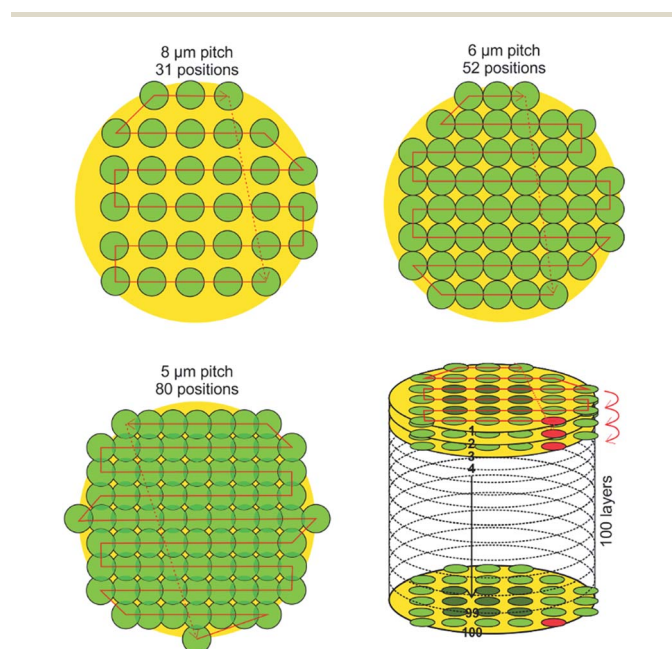 8 µm pitch
31 positions
6 µm pitch
52 positions
5 µm pitch
80 positions
1
2
3
4
99
100
100 layers